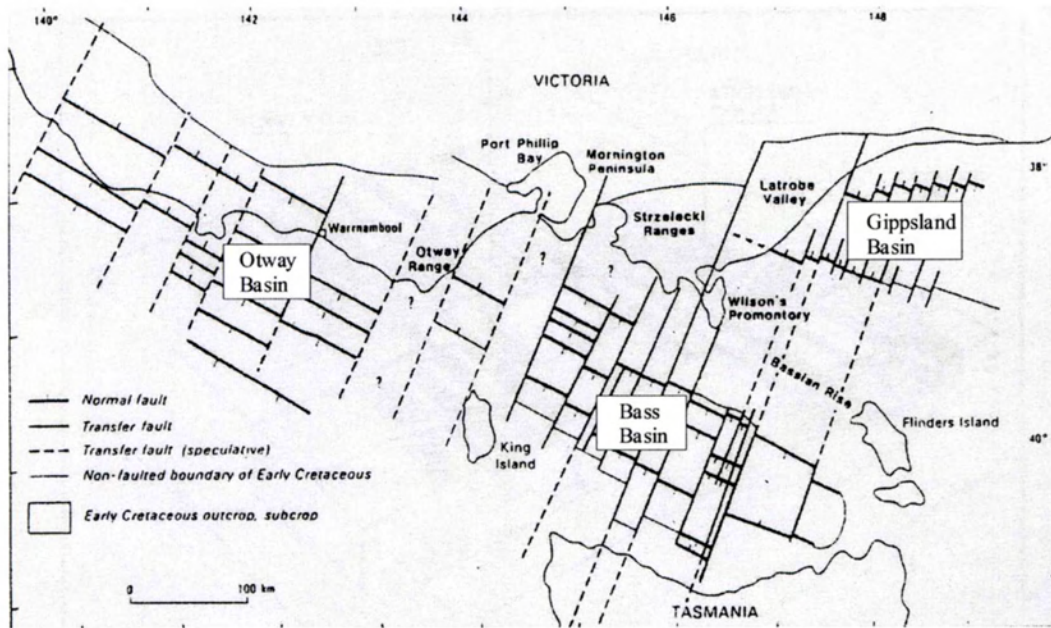 140
142
144
146
148
VICTORIA
Port Phillip
Bay
Mornington
Peninsula
38°
Latrobe
Valley
Gippsland
Basin
Strzelecki
Ranges
Warrnambool
Otway
Range
Otway
Basin
?
?
?
?
?
Wilson's
Promontory
Bassian Rise
Flinders Island
Bass
Basin
King
Island
40°
Normal fault
Transfer fault
Transfer fault (speculative)
Non-faulted boundary of Early Cretaceous
Early Cretaceous outcrop, subcrop
0
100 km
TASMANIA